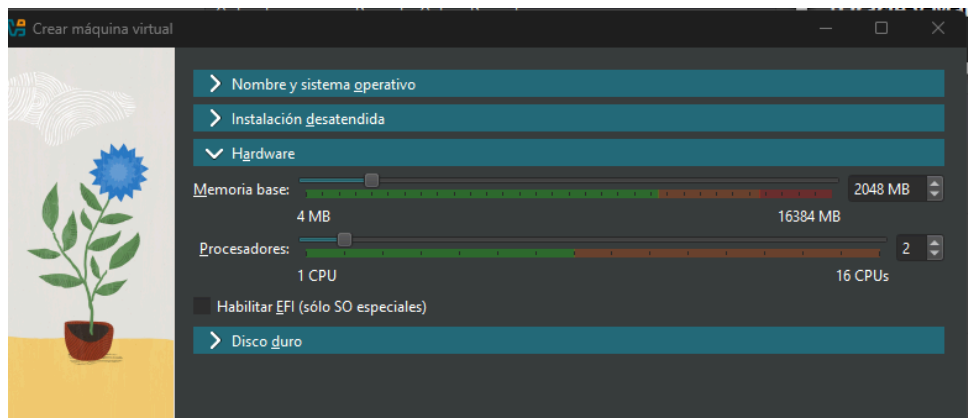 Crear máquina virtual
Nombre y sistema operativo
Instalación desatendida
Hardware
Memoria base:
2048 MB
4 MB
16384 MB
Procesadores:
2
1 CPU
16 CPUs
Habilitar EFI (sólo SO especiales)
Disco duro